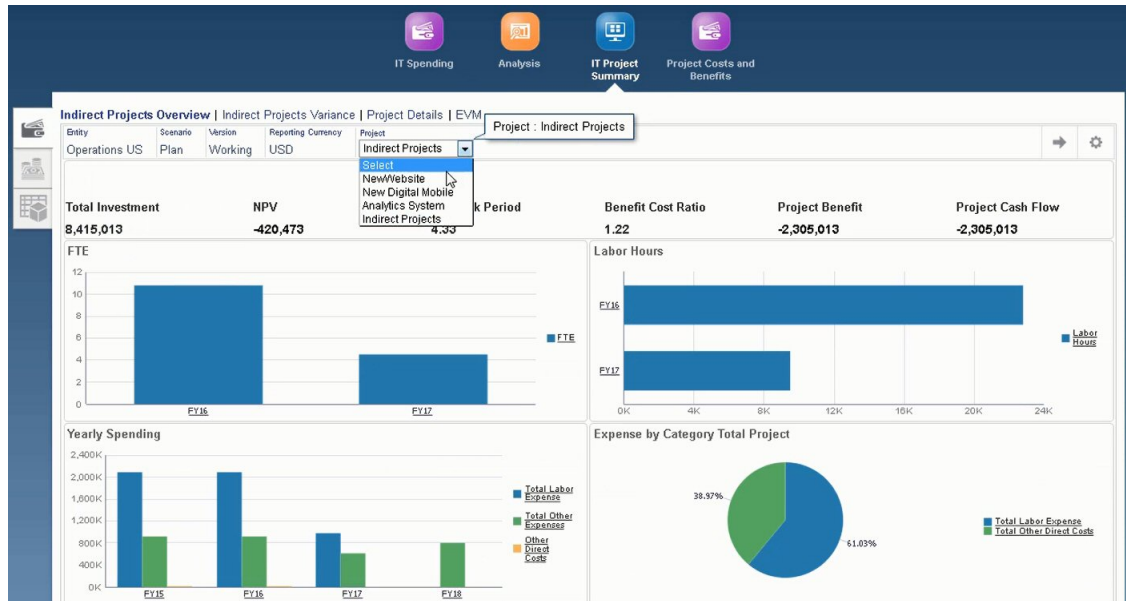 IT Spending
Analysis
IT Project
Summary
Project Costs and
Benefits
Indirect Projects Overview | Indirect Projects Variance | Project Details | EVM
Project : Indirect Projects
Entity Scenario Version Reporting Currency Project
Operations US Plan Working USD Indirect Projects
Select
NewWebsite
New Digital Mobile
Analytics System
Indirect Projects
Total Investment NPV k Period Benefit Cost Ratio Project Benefit Project Cash Flow
8,415,013 -420,473 4.33 1.22 -2,305,013 -2,305,013
FTE
12
10
8
6
4
2
0
FY16 FY17
FTE
Labor Hours
FY16
FY17
0K 4K 8K 12K 16K 20K 24K
Labor
Hours
Yearly Spending
2,400K
2,000K
1,600K
1,200K
800K
400K
0K
FY15 FY16 FY17 FY18
Total Labor
Expense
Total Other
Expenses
Other
Direct
Costs
Expense by Category Total Project
38.97%
61.03%
Total Labor Expense
Total Other Direct Costs